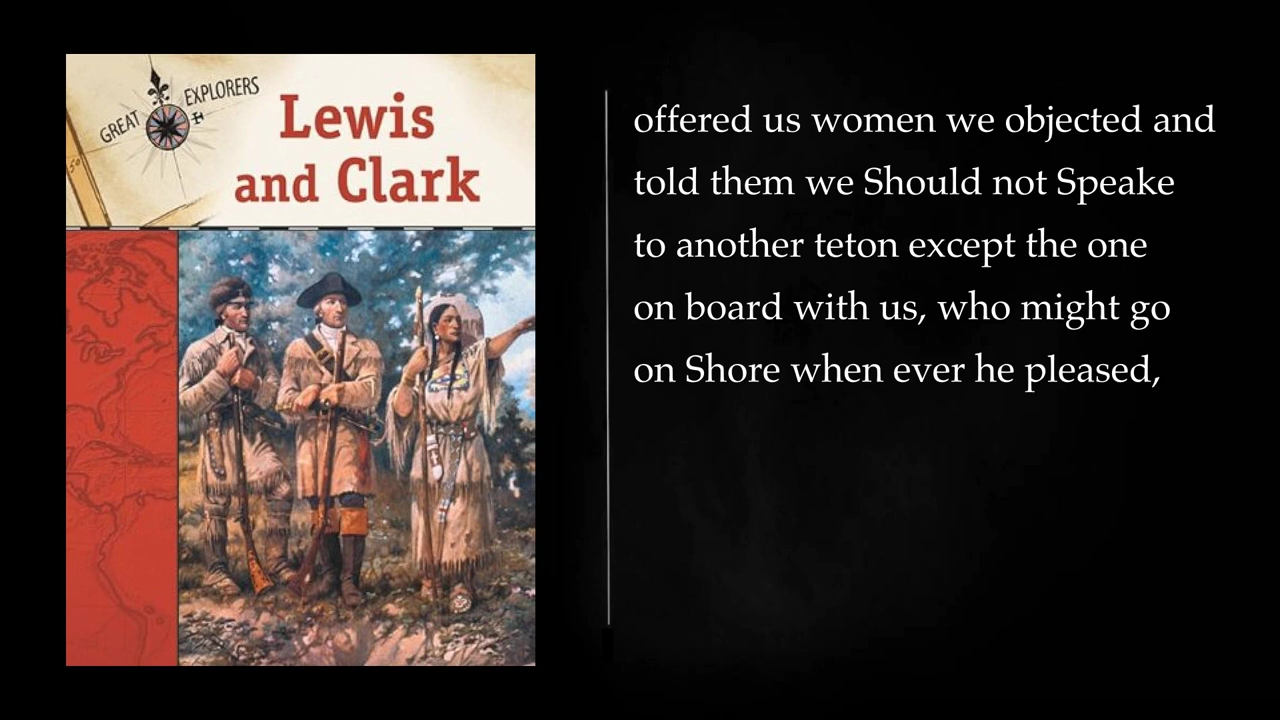 GREAT EXPLORERS
Lewis
and Clark
50
offered us women we objected and
told them we Should not Speake
to another teton except the one
on board with us, who might go
on Shore when ever he pleased,